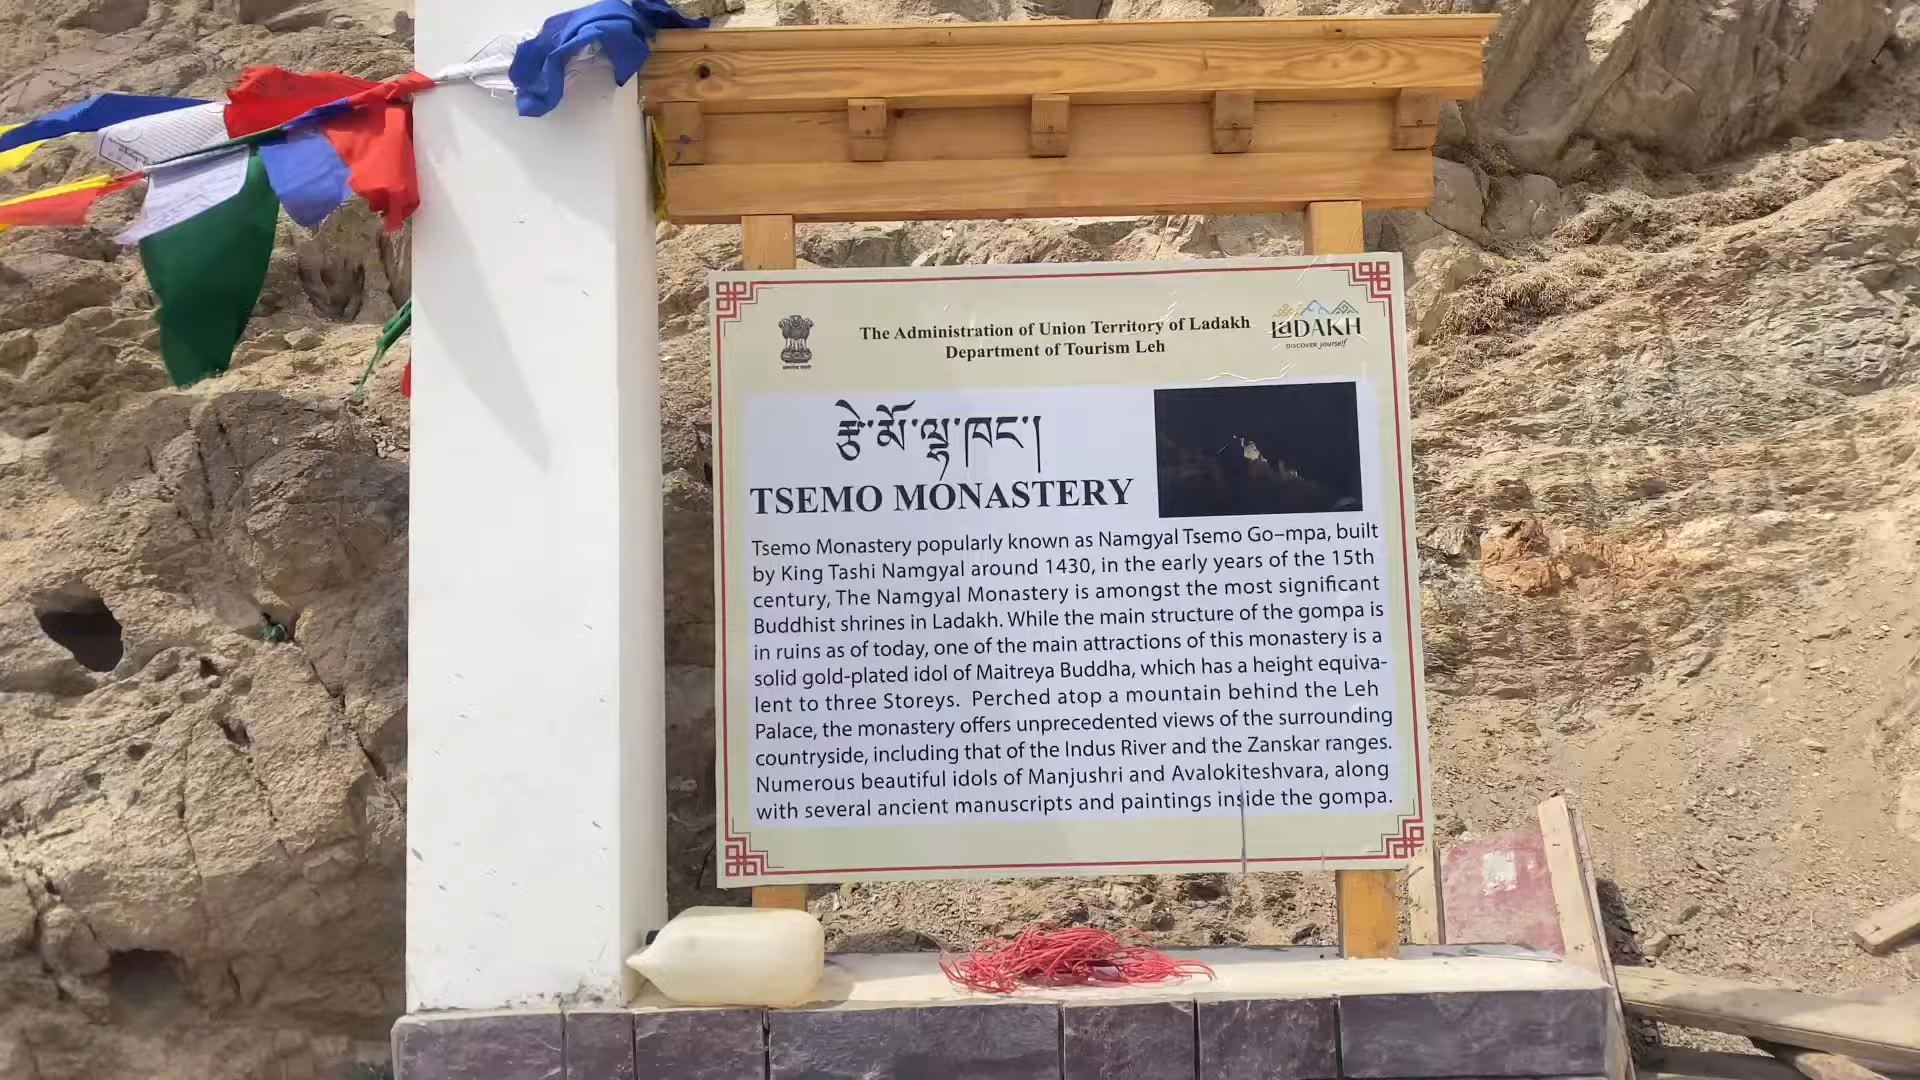 The Administration of Union Territory of Ladakh
Department of Tourism Leh
LaDAKH
DISCOVER yourself
རྩེ་མོ་ལྷ་ཁང་།
TSEMO MONASTERY
Tsemo Monastery popularly known as Namgyal Tsemo Go–mpa, built
by King Tashi Namgyal around 1430, in the early years of the 15th
century, The Namgyal Monastery is amongst the most significant
Buddhist shrines in Ladakh. While the main structure of the gompa is
in ruins as of today, one of the main attractions of this monastery is a
solid gold-plated idol of Maitreya Buddha, which has a height equiva-
lent to three Storeys. Perched atop a mountain behind the Leh
Palace, the monastery offers unprecedented views of the surrounding
countryside, including that of the Indus River and the Zanskar ranges.
Numerous beautiful idols of Manjushri and Avalokiteshvara, along
with several ancient manuscripts and paintings inside the gompa.